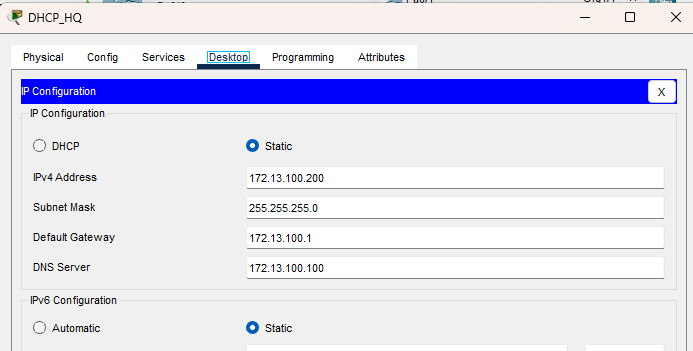 DHCP_HQ
Physical Config Services Desktop Programming Attributes
IP Configuration X
IP Configuration
DHCP Static
IPv4 Address 172.13.100.200
Subnet Mask 255.255.255.0
Default Gateway 172.13.100.1
DNS Server 172.13.100.100
IPv6 Configuration
Automatic Static